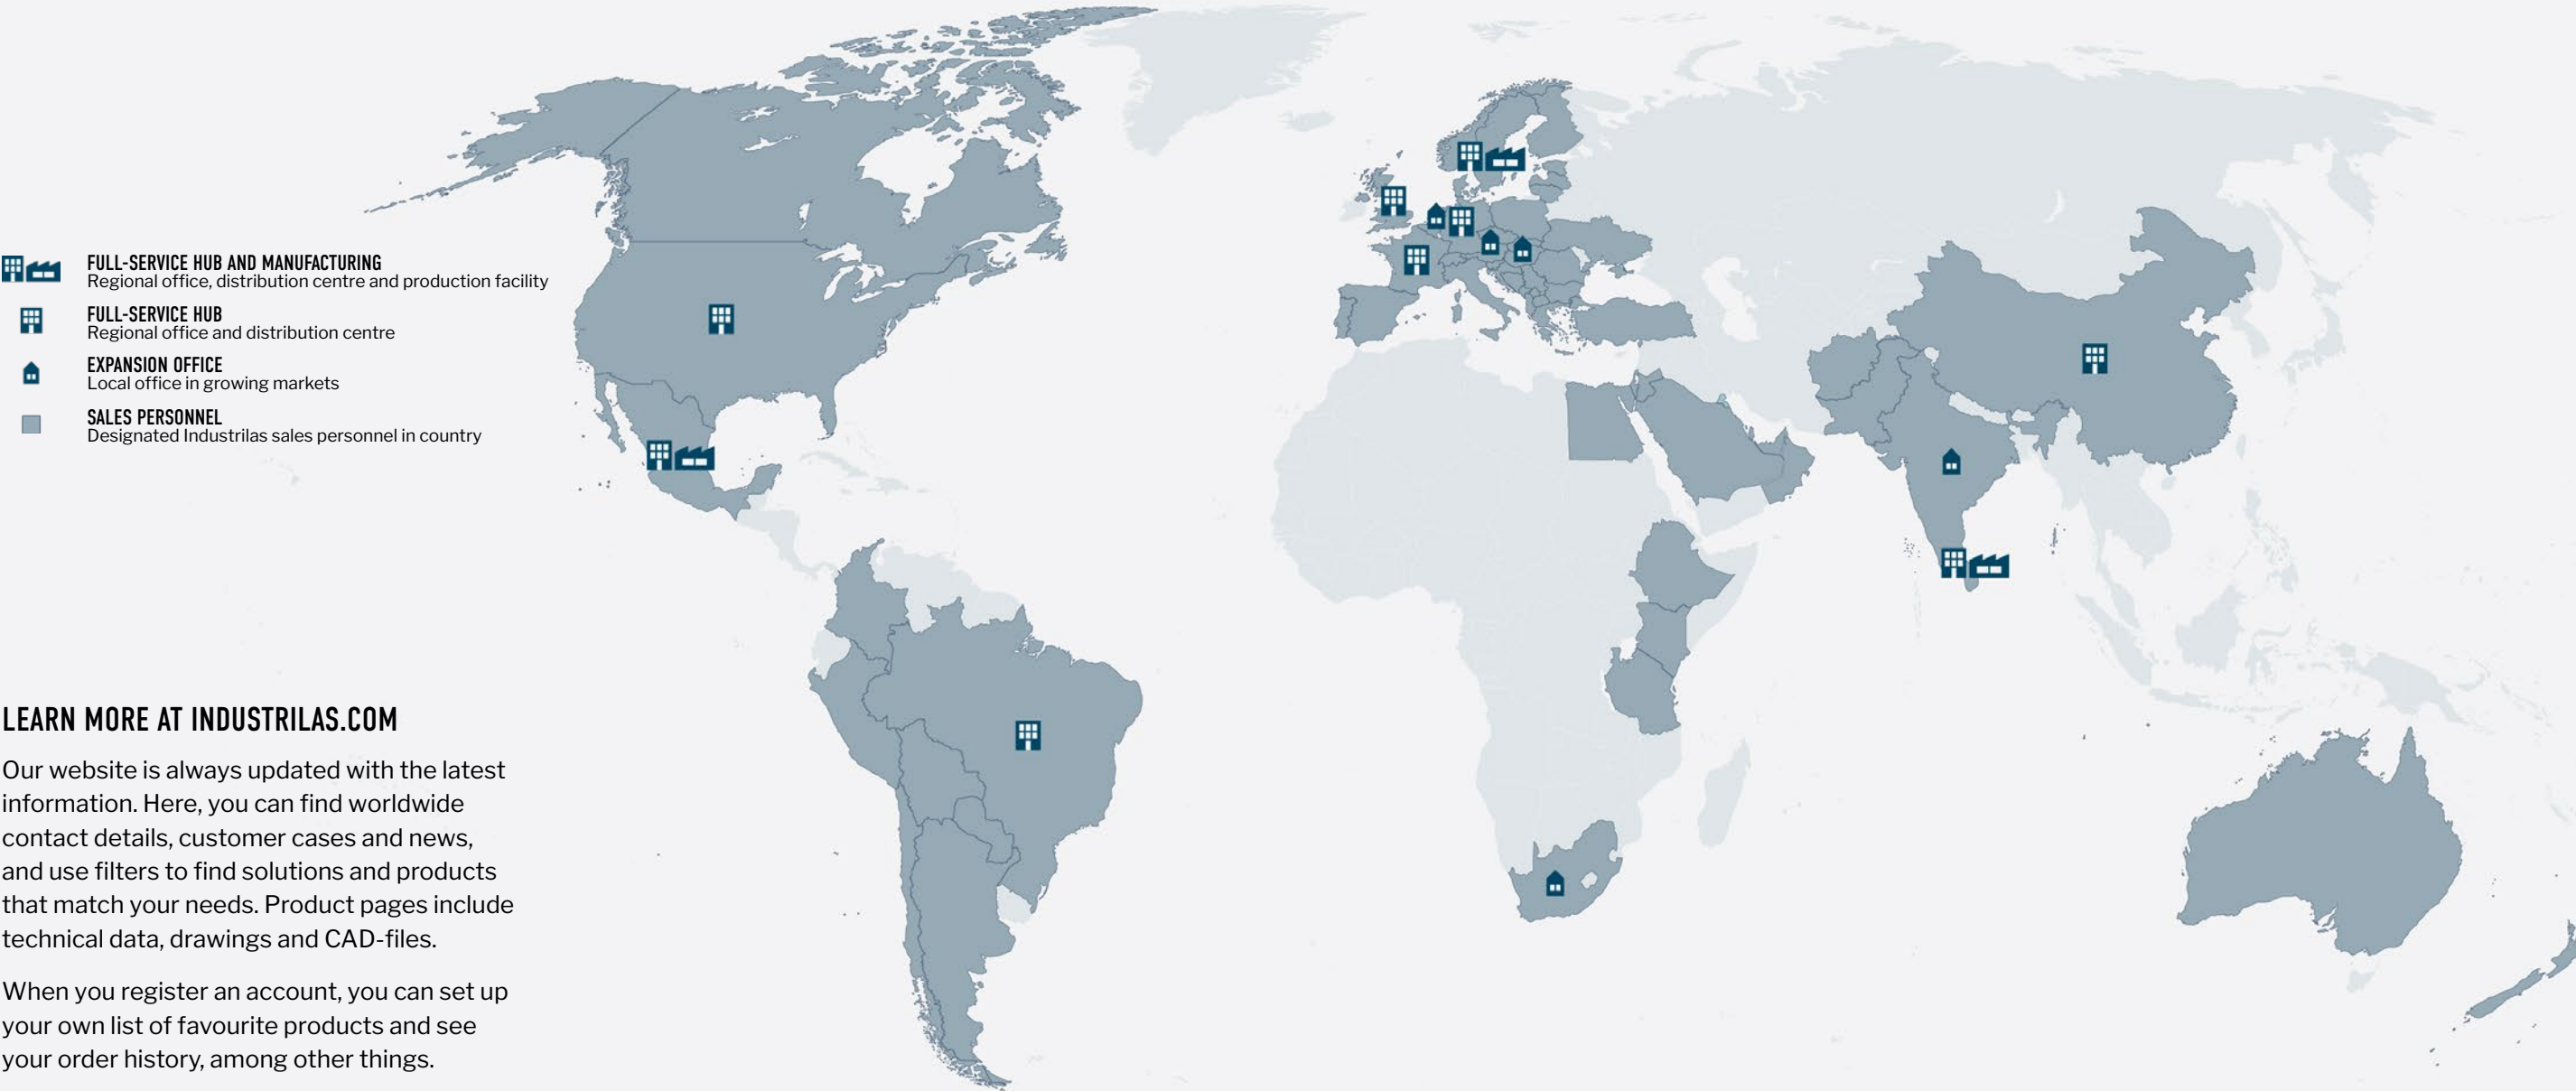 FULL-SERVICE HUB AND MANUFACTURING
Regional office, distribution centre and production facility
FULL-SERVICE HUB
Regional office and distribution centre
EXPANSION OFFICE
Local office in growing markets
SALES PERSONNEL
Designated Industrilas sales personnel in country
LEARN MORE AT INDUSTRILAS.COM
Our website is always updated with the latest
information. Here, you can find worldwide
contact details, customer cases and news,
and use filters to find solutions and products
that match your needs. Product pages include
technical data, drawings and CAD-files.
When you register an account, you can set up
your own list of favourite products and see
your order history, among other things.